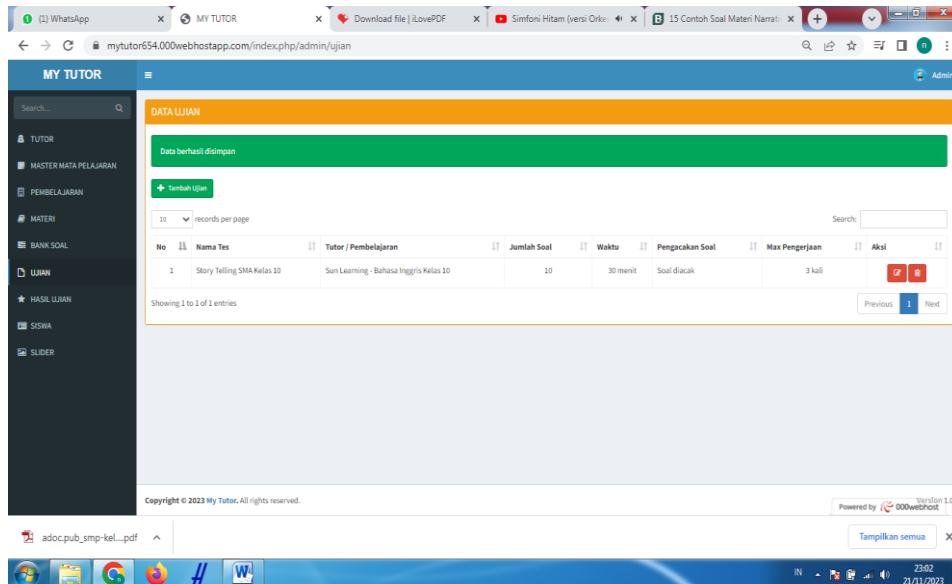 (1) WhatsApp
MY TUTOR
Download file | iLovePDF
Simfoni Hitam (versi Orke
15 Contoh Soal Materi Narrati
mytutor654.000webhostapp.com/index.php/admin/ujian
n
MY TUTOR
Admin
Search...
DATA UJIAN
TUTOR
Data berhasil disimpan
MASTER MATA PELAJARAN
PEMBELAJARAN
Tambah Ujian
MATERI
10 records per page
Search:
BANK SOAL
No Nama Tes Tutor / Pembelajaran Jumlah Soal Waktu Pengacakan Soal Max Pengerjaan Aksi
UJIAN
1 Story Telling SMA Kelas 10 Sun Learning - Bahasa Inggris Kelas 10 10 30 menit Soal diacak 3 kali
HASIL UJIAN
Showing 1 to 1 of 1 entries
Previous 1 Next
SISWA
SLIDER
Copyright © 2023 My Tutor. All rights reserved.
Version 1.0
Powered by 000webhost
adoc.pub_smp-kel....pdf
Tampilkan semua
IN
23:02
21/11/2023